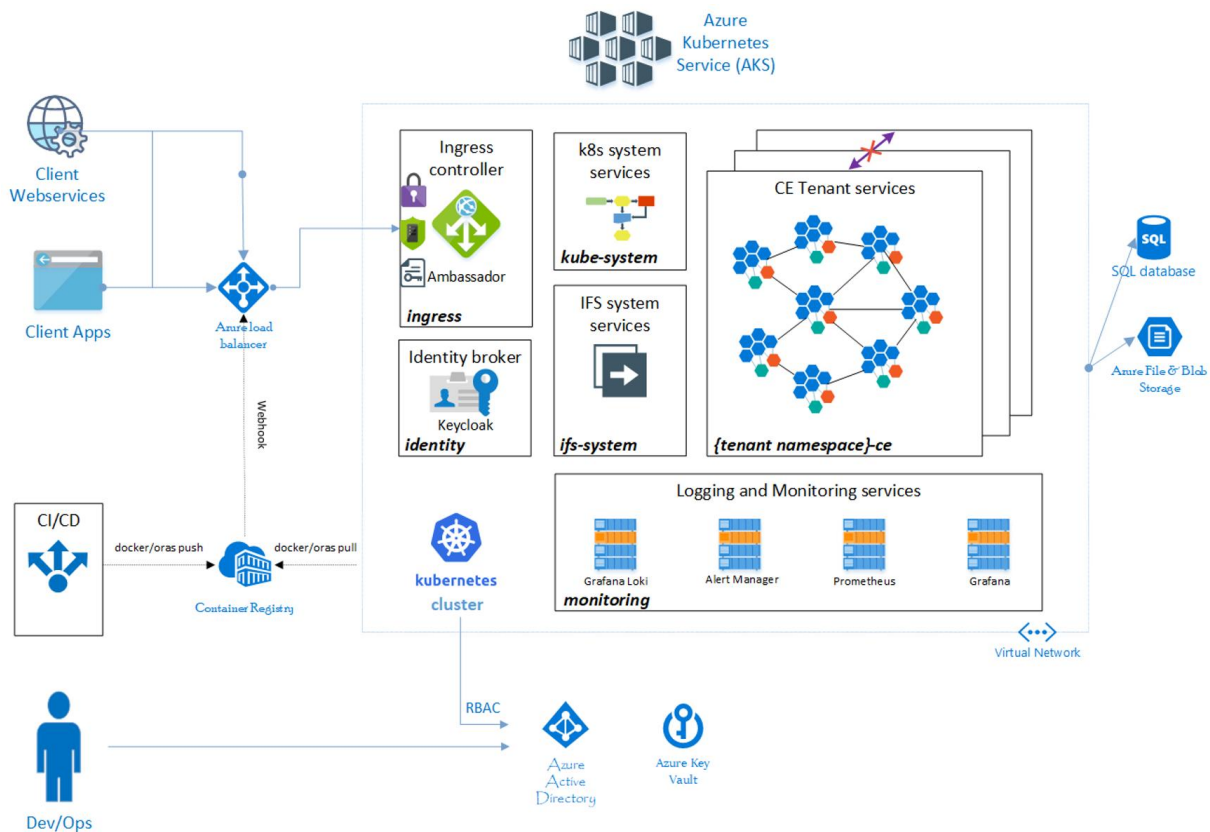 Azure
Kubernetes
Service (AKS)
Client
Webservices
Client Apps
Azure load
balancer
Webhook
Ingress
controller
Ambassador
ingress
Identity broker
Keycloak
identity
k8s system
services
kube-system
IFS system
services
ifs-system
CE Tenant services
{tenant namespace}-ce
SQL
SQL database
Azure File & Blob
Storage
Logging and Monitoring services
Grafana Loki
Alert Manager
Prometheus
Grafana
monitoring
kubernetes
cluster
Virtual Network
CI/CD
docker/oras push
docker/oras pull
Container Registry
RBAC
Azure
Active
Directory
Azure Key
Vault
Dev/Ops